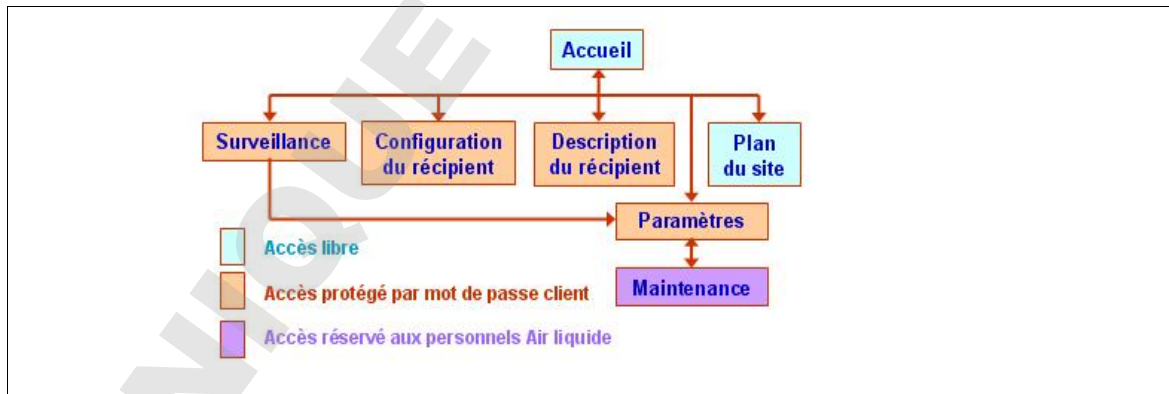 Accueil
Surveillance
Configuration
du récipient
Description
du récipient
Plan
du site
Paramètres
Accès libre
Accès protégé par mot de passe client
Maintenance
Accès réservé aux personnels Air liquide
NIQUE